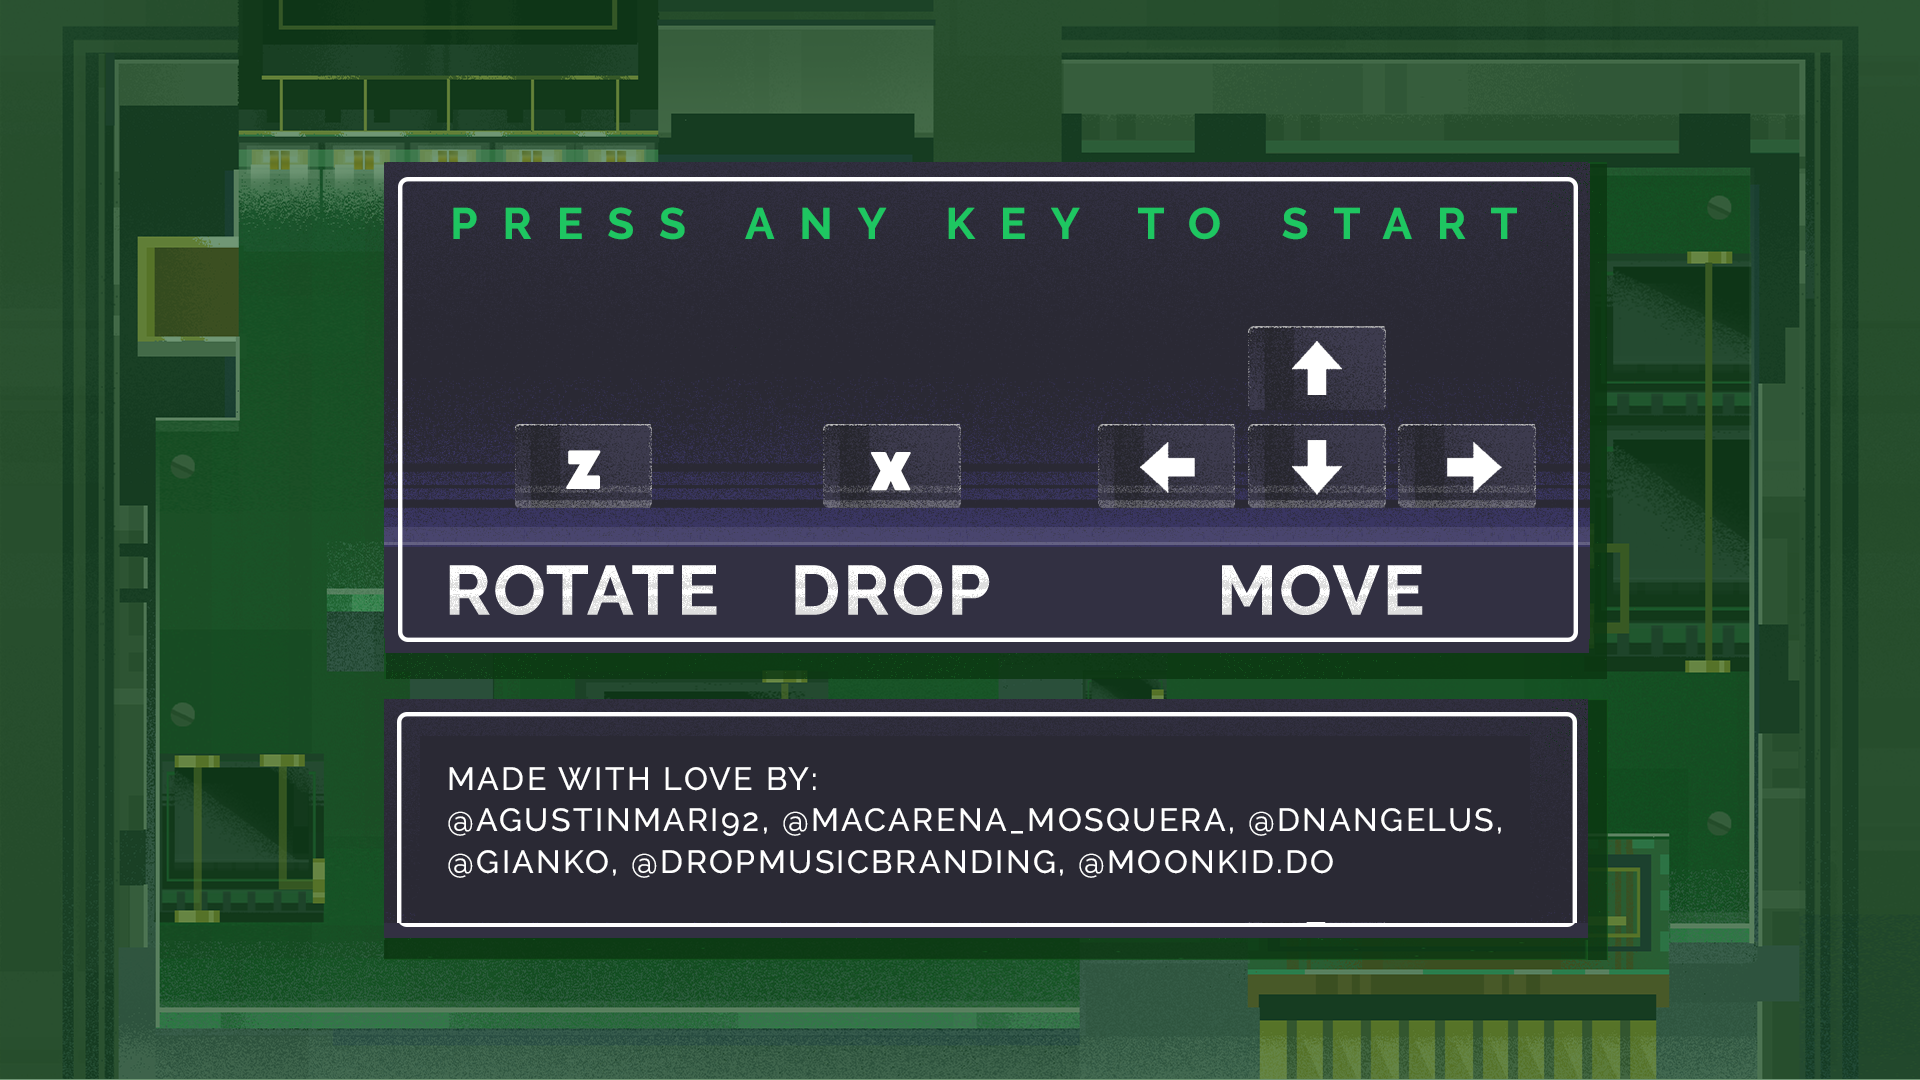 PRESS ANY KEY TO START
Z X
ROTATE DROP MOVE
MADE WITH LOVE BY:
@AGUSTINMARI92, @MACARENA_MOSQUERA, @DNANGELUS,
@GIANKO, @DROPMUSICBRANDING, @MOONKID.DO